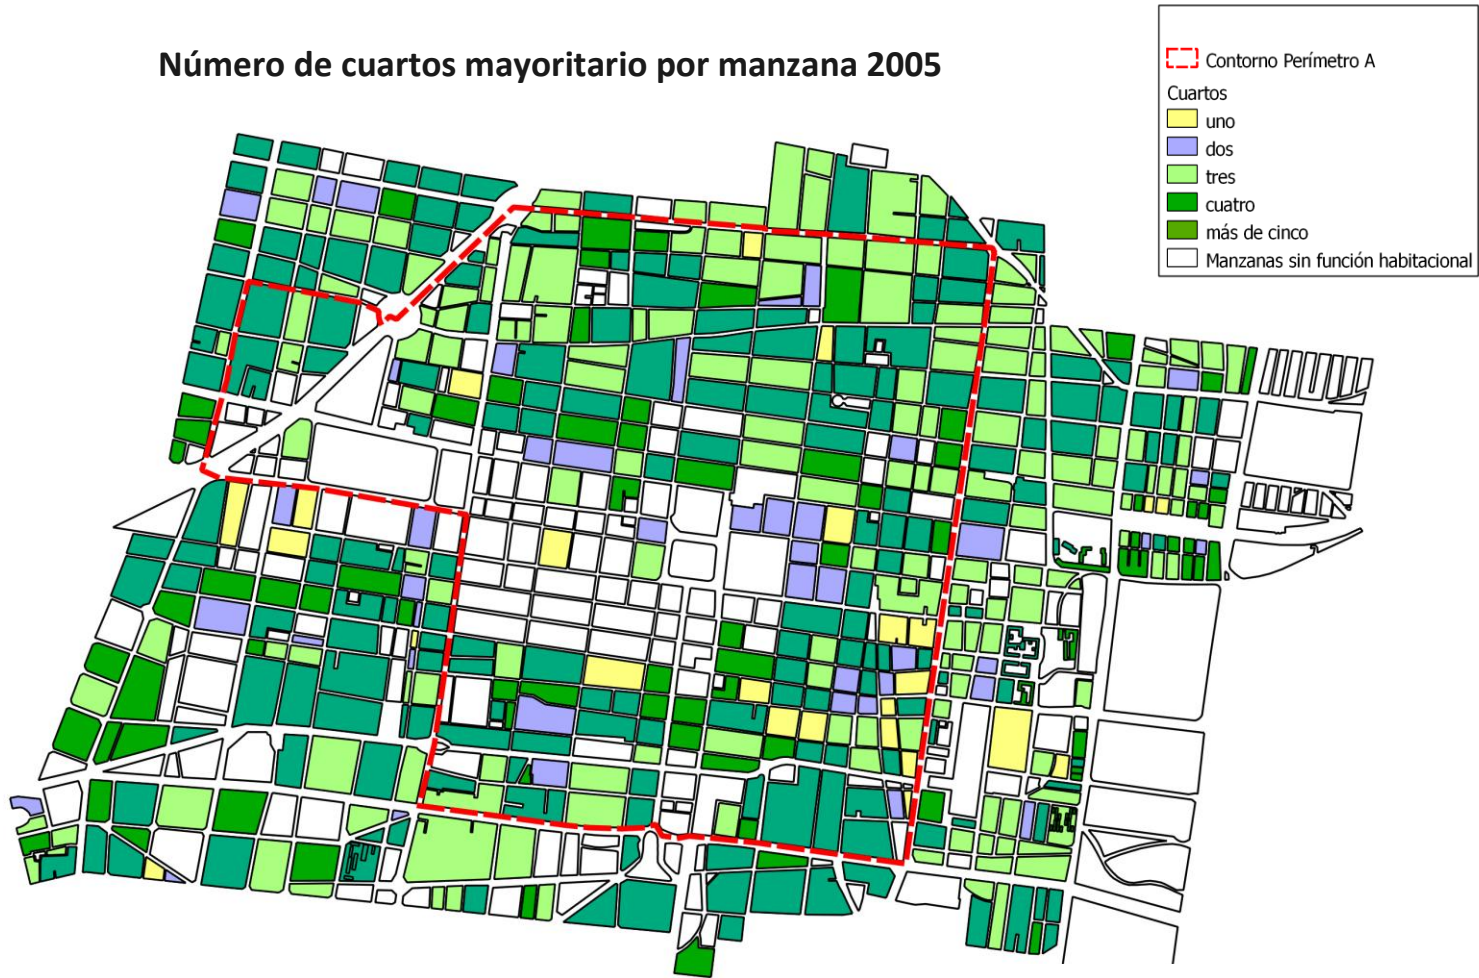 Número de cuartos mayoritario por manzana 2005
Contorno Perímetro A
Cuartos
uno
dos
tres
cuatro
más de cinco
Manzanas sin función habitacional